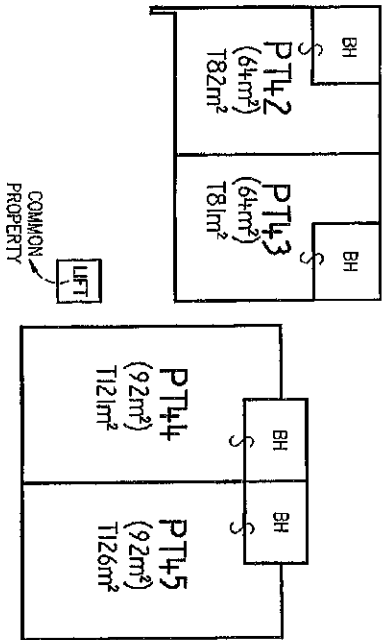 BH
S
PT42
(64m²)
T82m²
BH
S
PT43
(64m²)
T81m²
LIFT
COMMON
PROPERTY
BH
S
PT44
(92m²)
T121m²
BH
S
PT45
(92m²)
T126m²